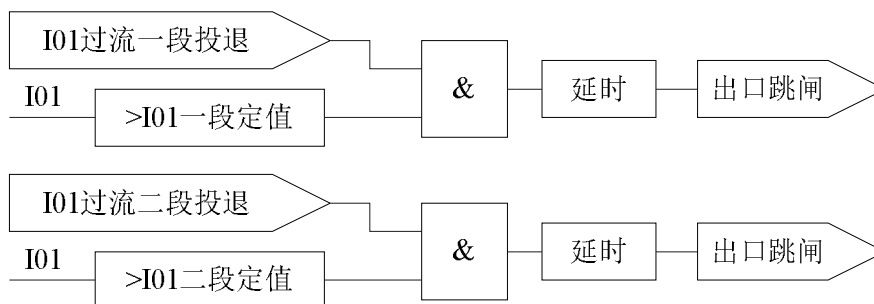 I01过流一段投退
I01
>I01一段定值
&
延时
出口跳闸
I01过流二段投退
I01
>I01二段定值
&
延时
出口跳闸